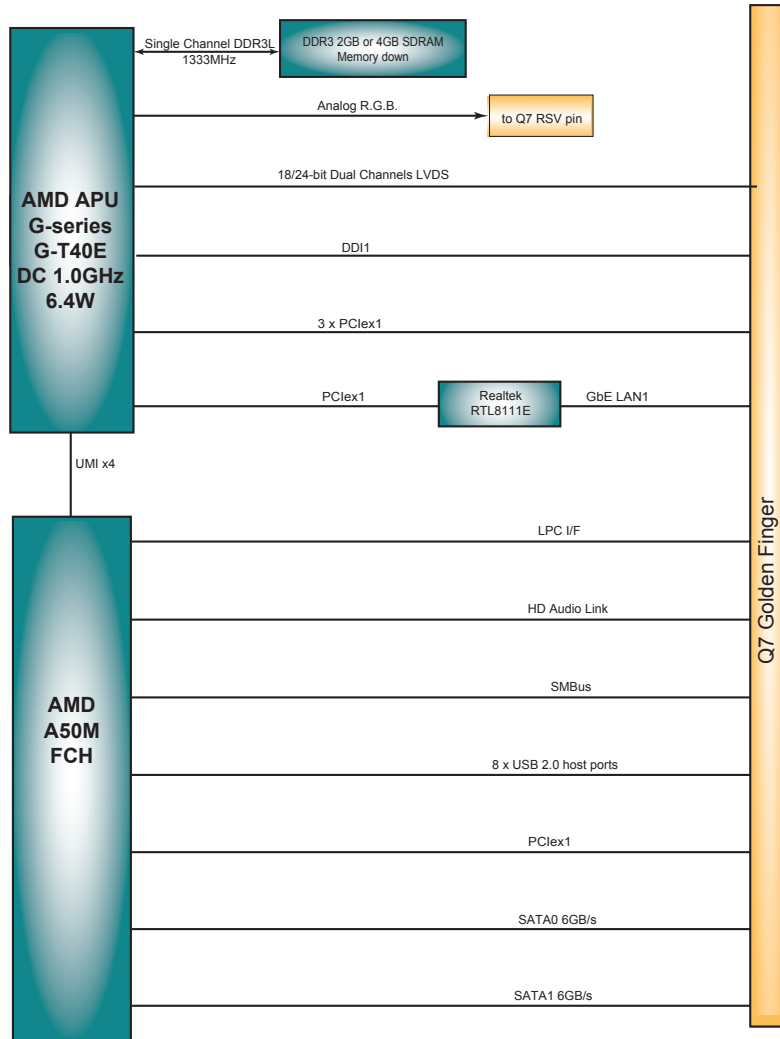 Single Channel DDR3L
1333MHz
DDR3 2GB or 4GB SDRAM
Memory down
Analog R.G.B.
to Q7 RSV pin
18/24-bit Dual Channels LVDS
AMD APU
G-series
G-T40E
DC 1.0GHz
6.4W
DDI1
3 x PCIex1
PCIex1
Realtek
RTL8111E
GbE LAN1
UMI x4
LPC I/F
HD Audio Link
SMBus
AMD
A50M
FCH
8 x USB 2.0 host ports
PCIex1
SATA0 6GB/s
SATA1 6GB/s
Q7 Golden Finger